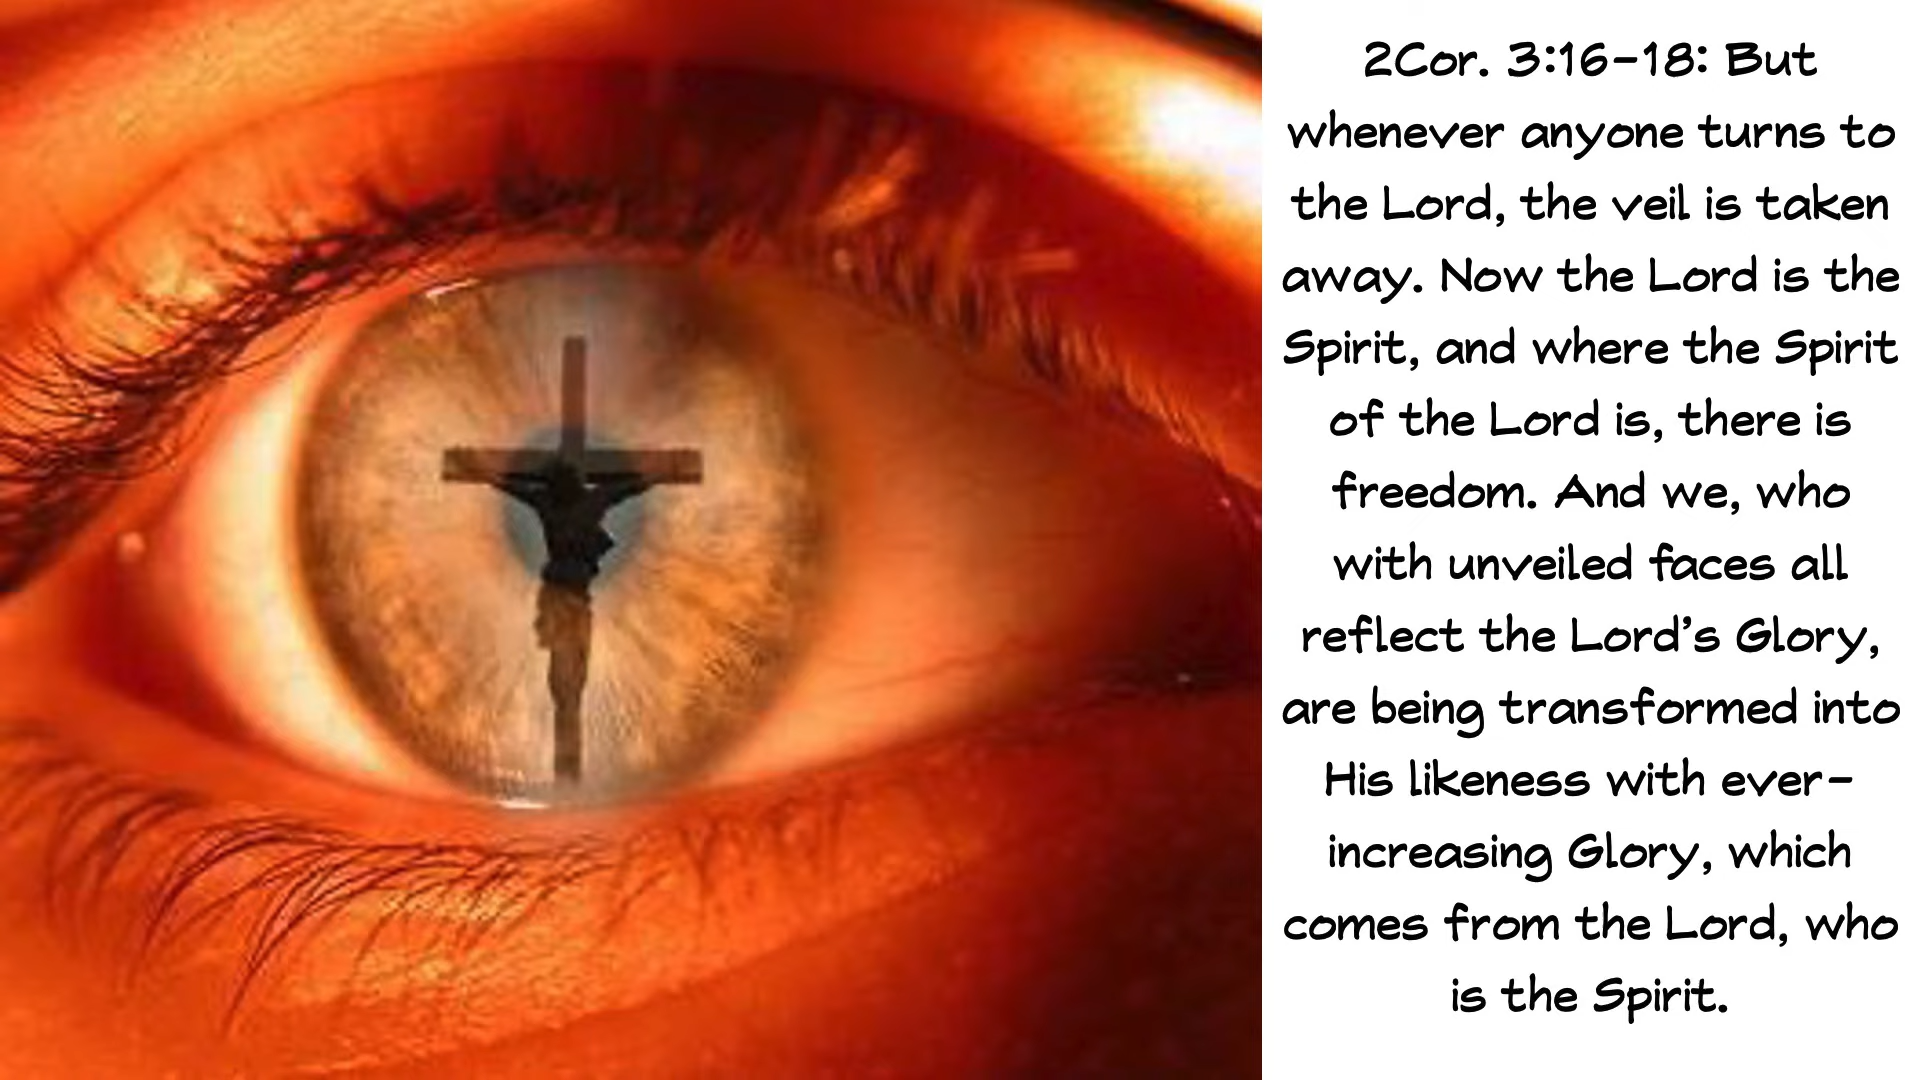 2Cor. 3:16-18: But
whenever anyone turns to
the Lord, the veil is taken
away. Now the Lord is the
Spirit, and where the Spirit
of the Lord is, there is
freedom. And we, who
with unveiled faces all
reflect the Lord's Glory,
are being transformed into
His likeness with ever-
increasing Glory, which
comes from the Lord, who
is the Spirit.